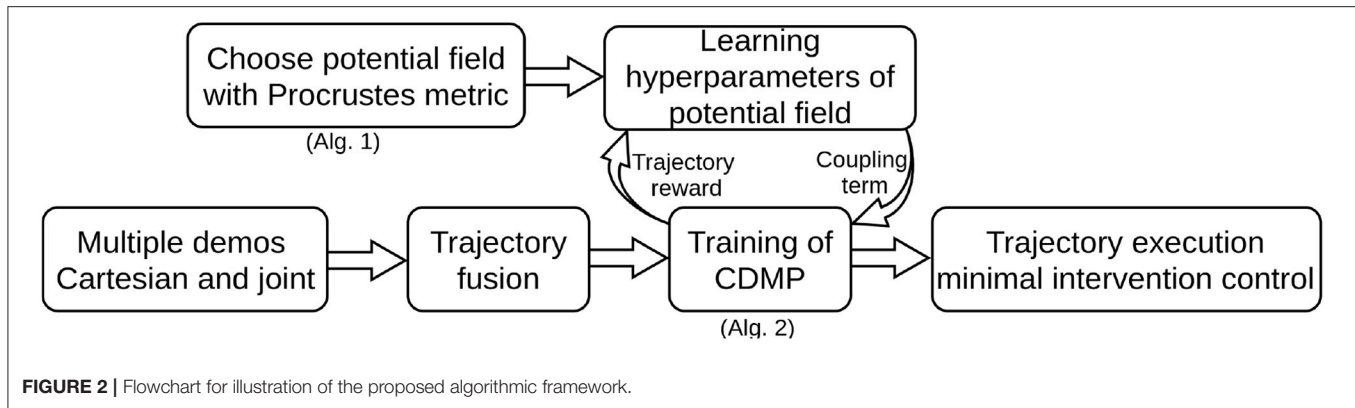 Choose potential field
with Procrustes metric
(Alg. 1)
Learning
hyperparameters of
potential field
Trajectory
reward
Coupling
term
Multiple demos
Cartesian and joint
Trajectory
fusion
Training of
CDMP
(Alg. 2)
Trajectory execution
minimal intervention control
FIGURE 2 | Flowchart for illustration of the proposed algorithmic framework.